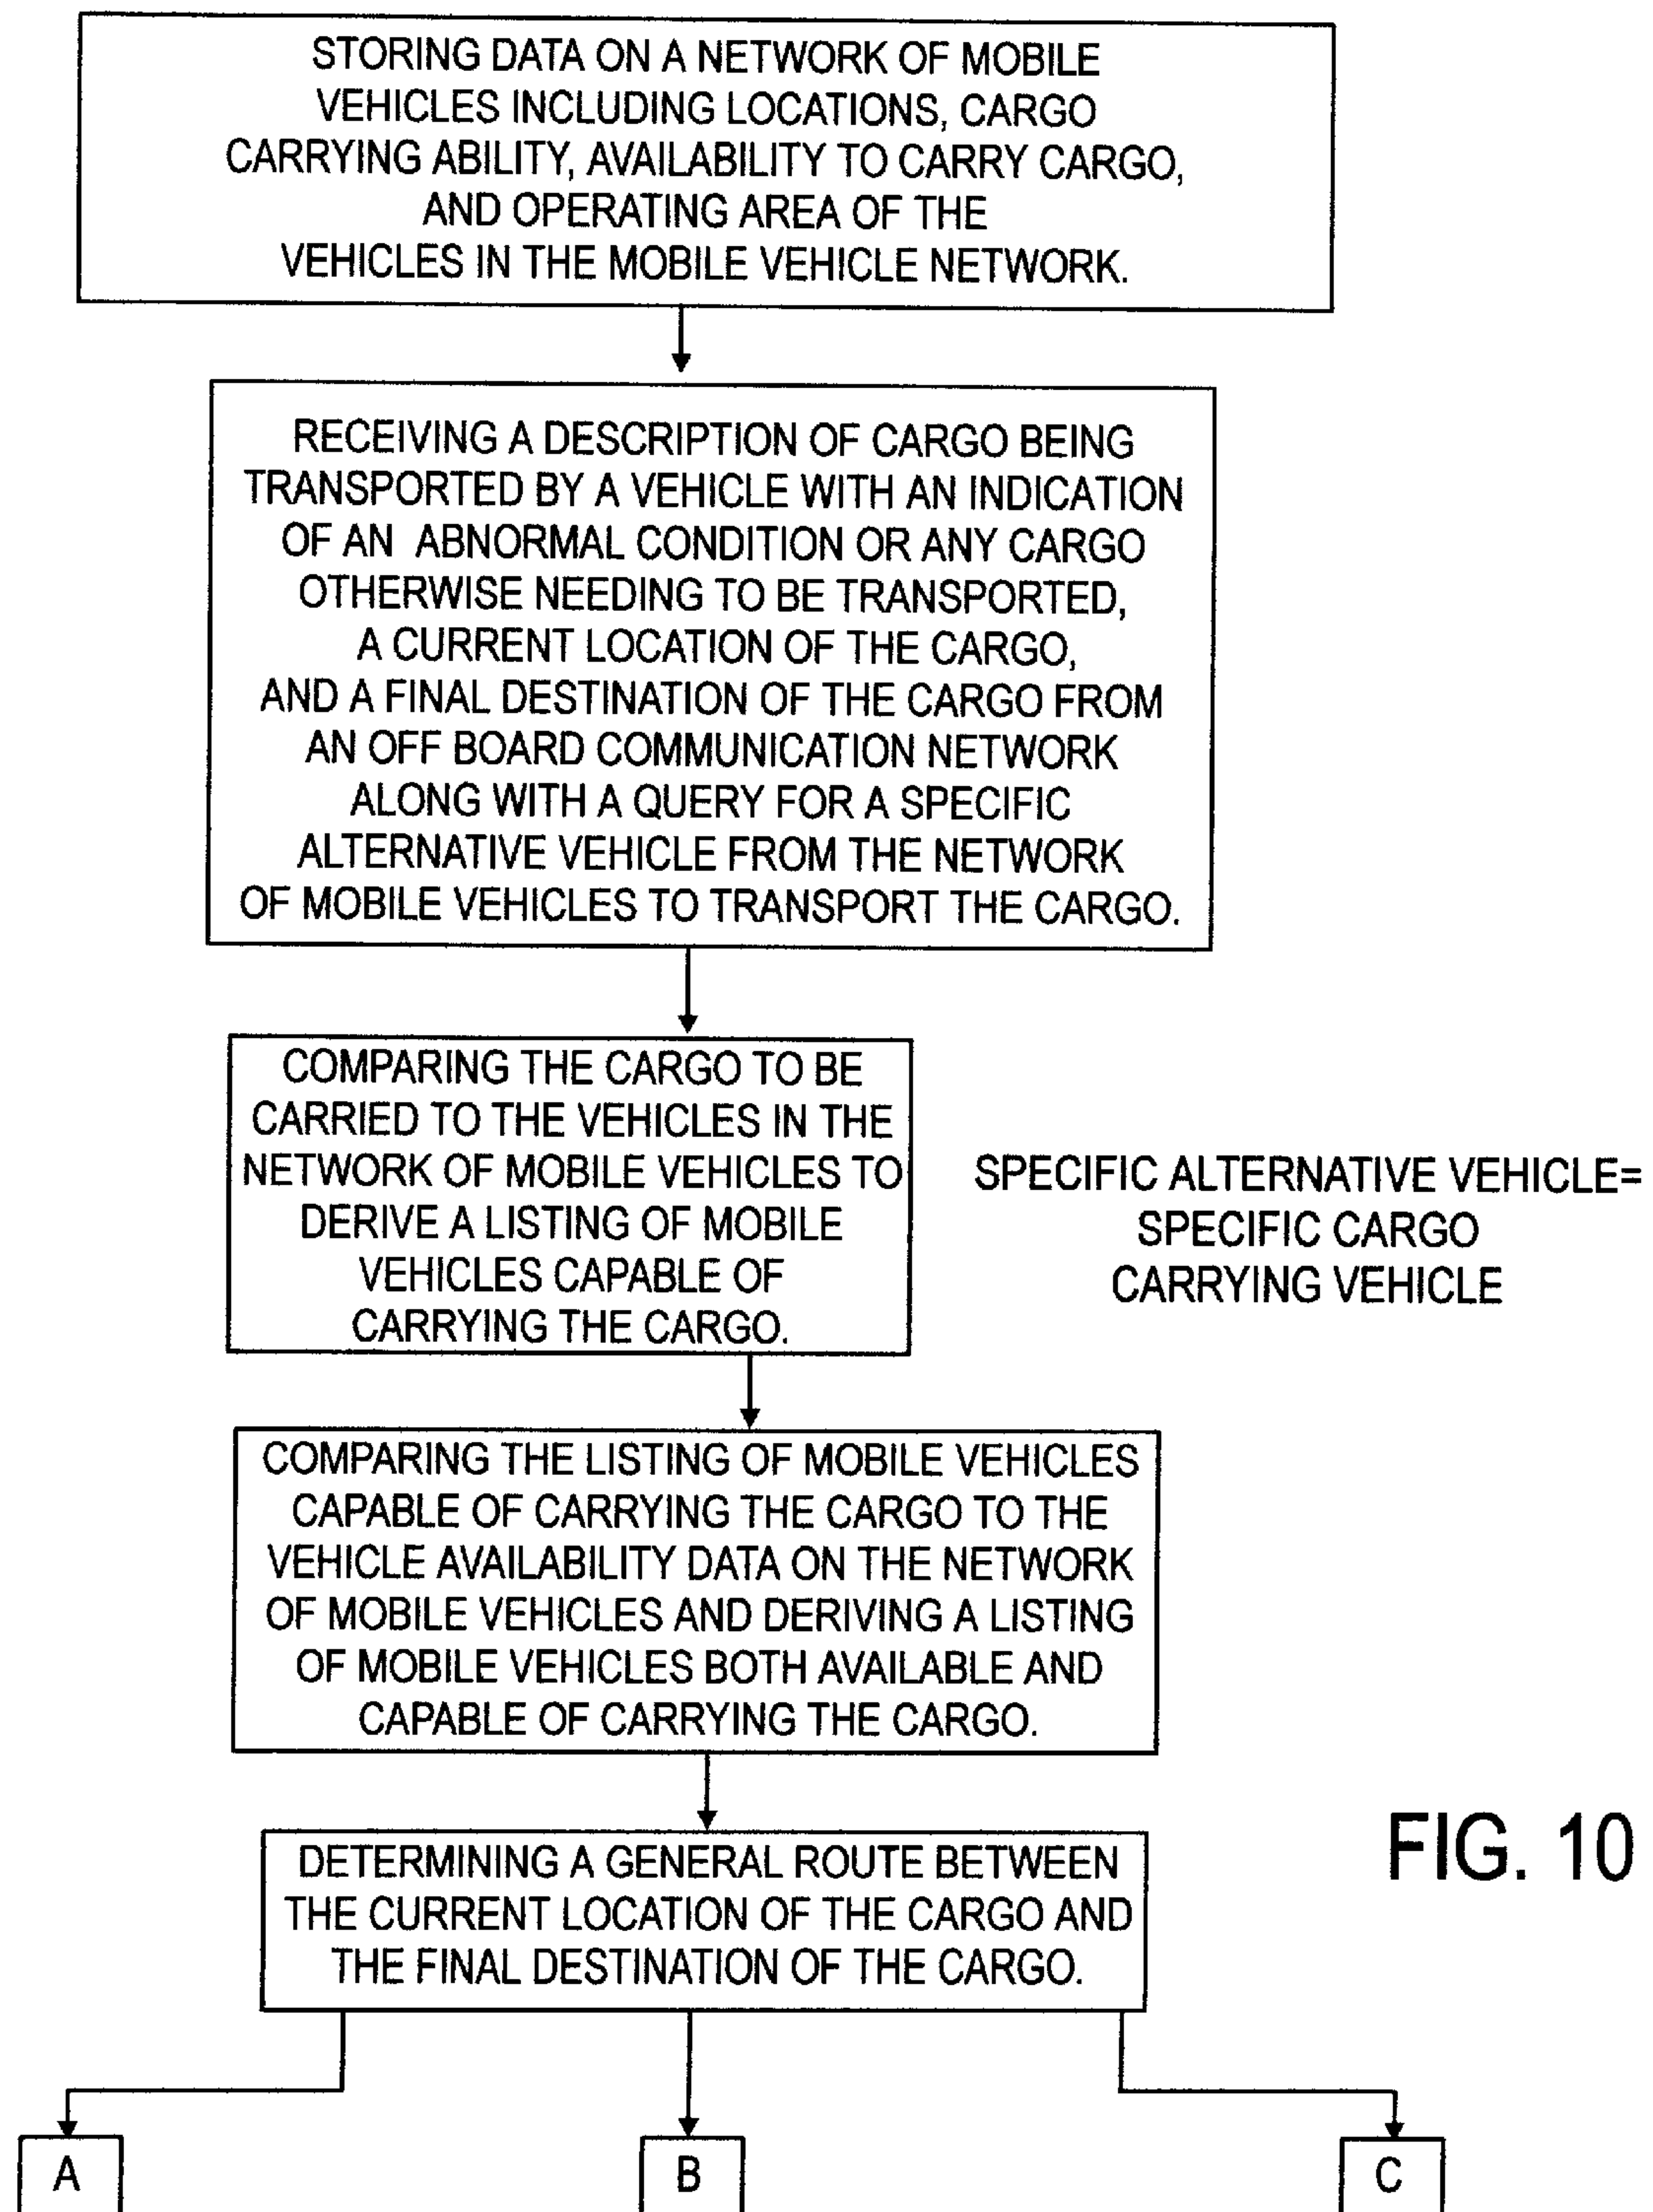 STORING DATA ON A NETWORK OF MOBILE
VEHICLES INCLUDING LOCATIONS, CARGO
CARRYING ABILITY, AVAILABILITY TO CARRY CARGO,
AND OPERATING AREA OF THE
VEHICLES IN THE MOBILE VEHICLE NETWORK.
RECEIVING A DESCRIPTION OF CARGO BEING
TRANSPORTED BY A VEHICLE WITH AN INDICATION
OF AN ABNORMAL CONDITION OR ANY CARGO
OTHERWISE NEEDING TO BE TRANSPORTED,
A CURRENT LOCATION OF THE CARGO,
AND A FINAL DESTINATION OF THE CARGO FROM
AN OFF BOARD COMMUNICATION NETWORK
ALONG WITH A QUERY FOR A SPECIFIC
ALTERNATIVE VEHICLE FROM THE NETWORK
OF MOBILE VEHICLES TO TRANSPORT THE CARGO.
COMPARING THE CARGO TO BE
CARRIED TO THE VEHICLES IN THE
NETWORK OF MOBILE VEHICLES TO
DERIVE A LISTING OF MOBILE
VEHICLES CAPABLE OF
CARRYING THE CARGO.
SPECIFIC ALTERNATIVE VEHICLE=
SPECIFIC CARGO
CARRYING VEHICLE
COMPARING THE LISTING OF MOBILE VEHICLES
CAPABLE OF CARRYING THE CARGO TO THE
VEHICLE AVAILABILITY DATA ON THE NETWORK
OF MOBILE VEHICLES AND DERIVING A LISTING
OF MOBILE VEHICLES BOTH AVAILABLE AND
CAPABLE OF CARRYING THE CARGO.
DETERMINING A GENERAL ROUTE BETWEEN
THE CURRENT LOCATION OF THE CARGO AND
THE FINAL DESTINATION OF THE CARGO.
FIG. 10
A
B
C